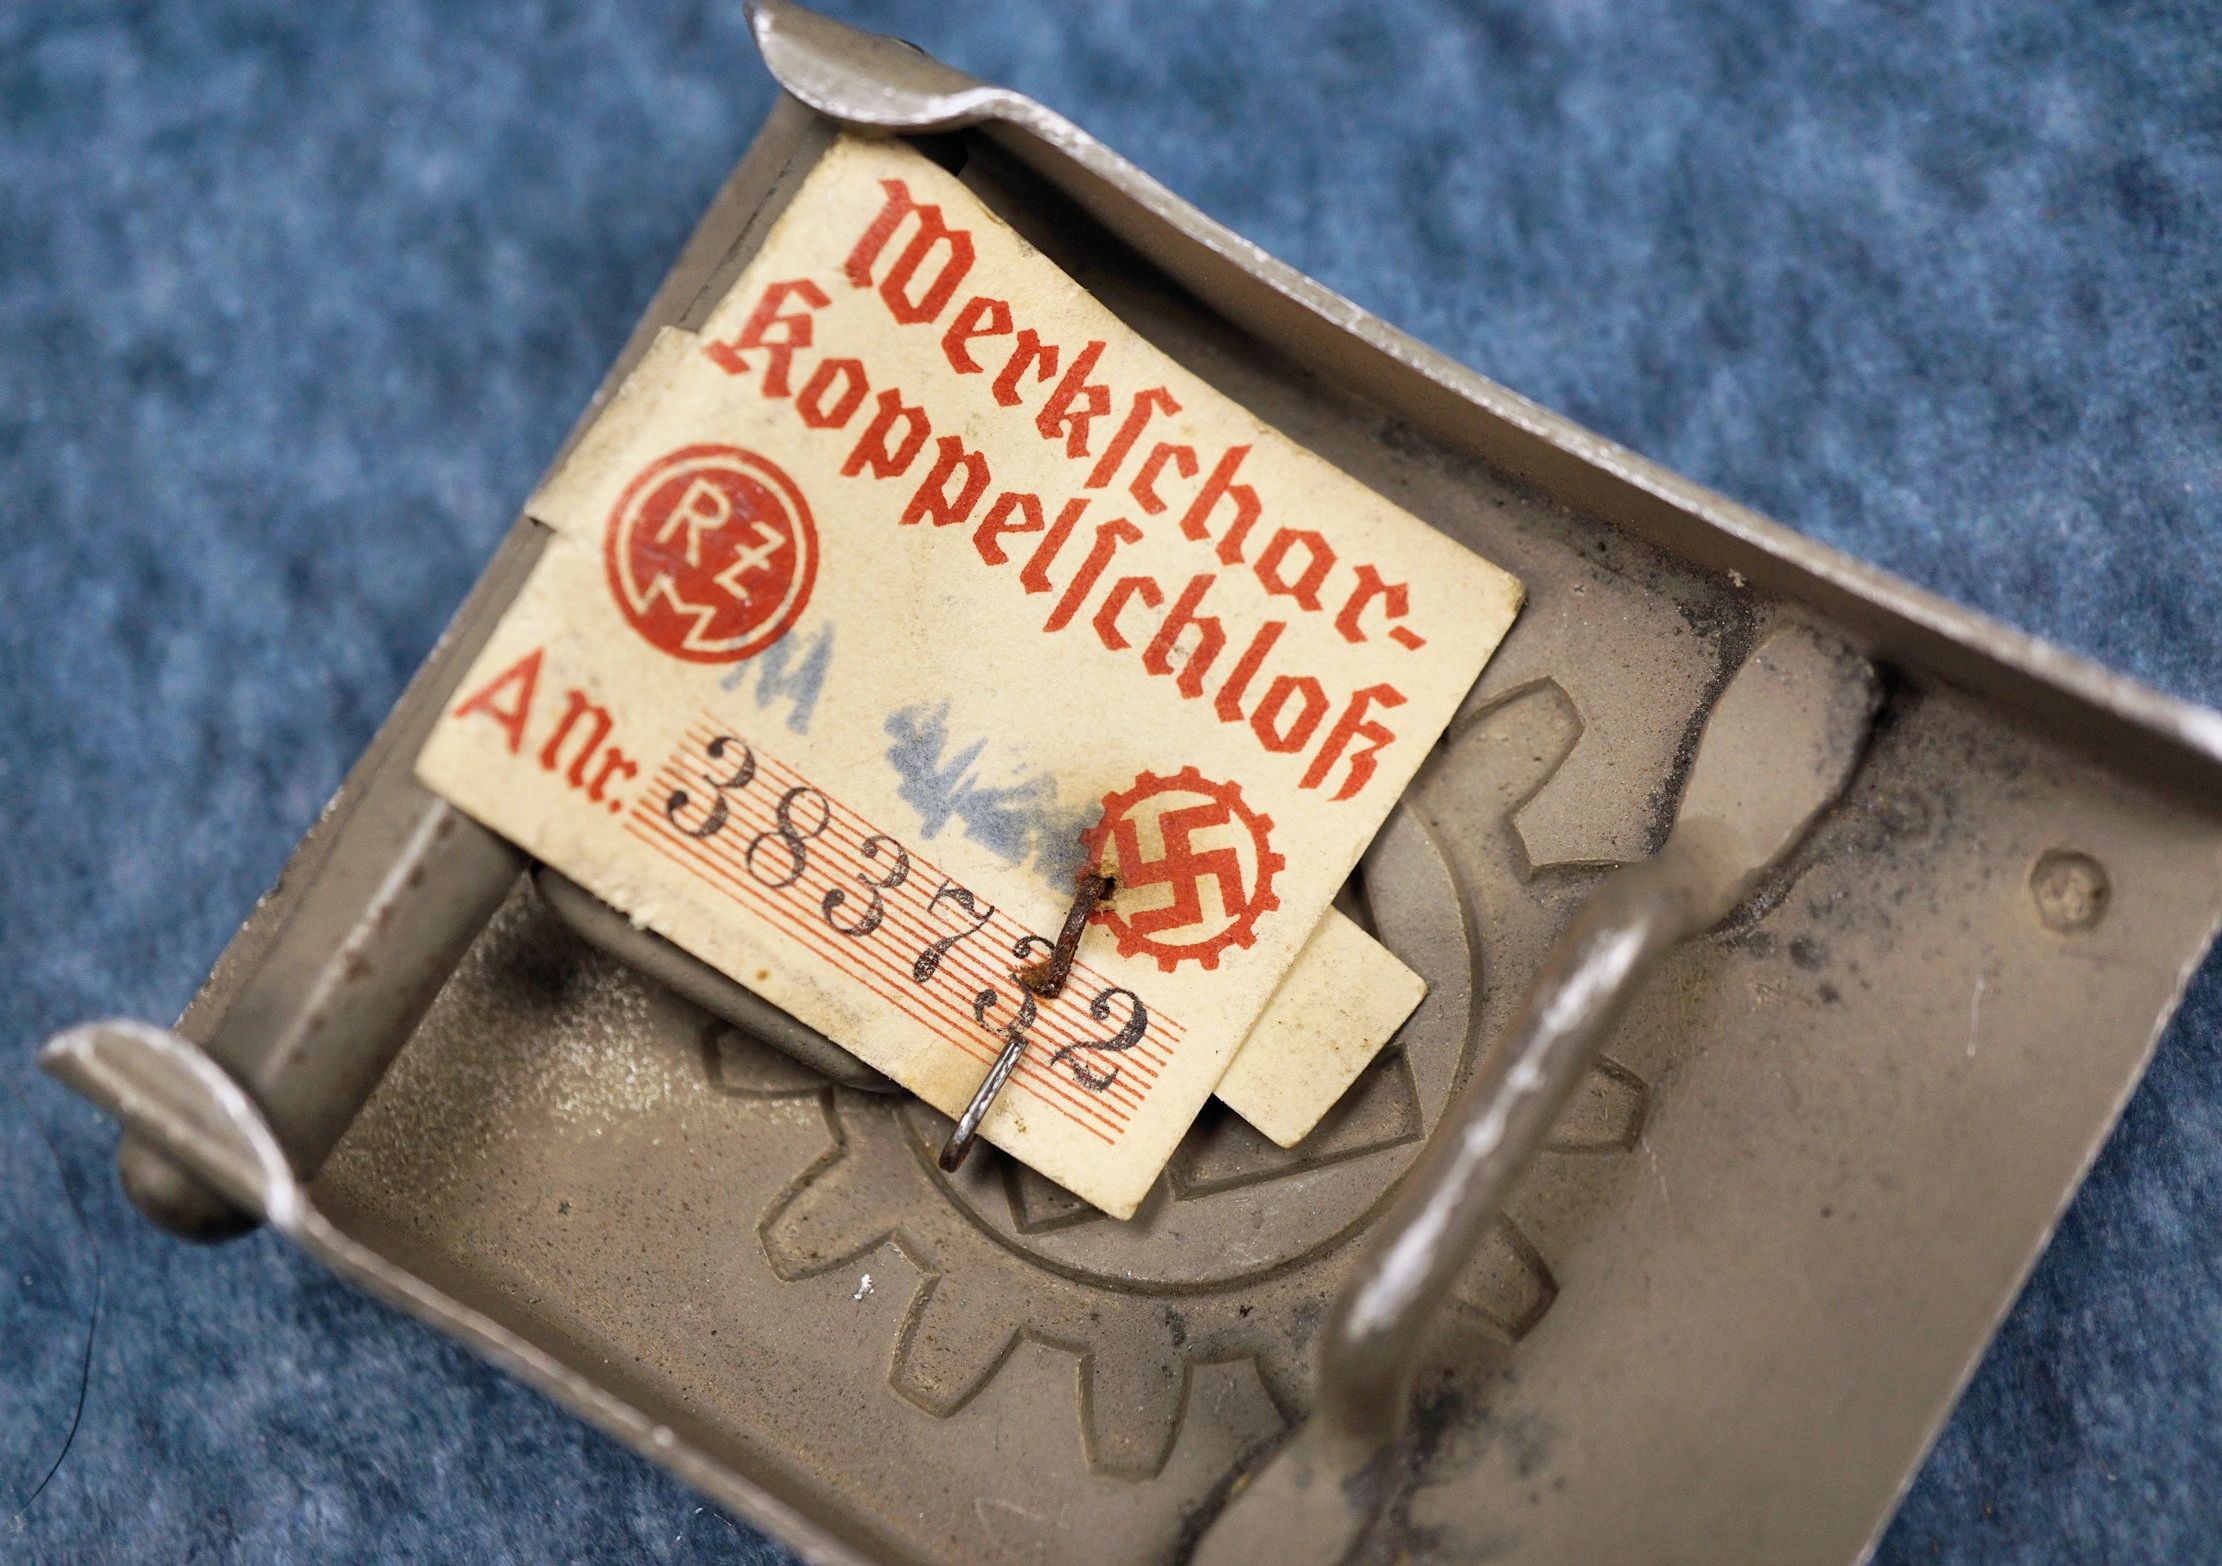 Werkſchar-
Koppelſchloß
RZM
A Nr. 383732